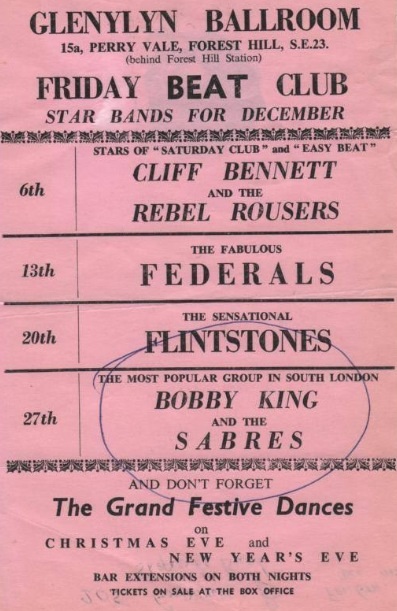 GLENYLYN BALLROOM
15a, PERRY VALE, FOREST HILL, S.E.23.
(behind Forest Hill Station)
FRIDAY BEAT CLUB
STAR BANDS FOR DECEMBER
STARS OF "SATURDAY CLUB" and "EASY BEAT"
6th
CLIFF BENNETT
AND THE
REBEL ROUSERS
THE FABULOUS
13th
FEDERALS
THE SENSATIONAL
20th
FLINTSTONES
THE MOST POPULAR GROUP IN SOUTH LONDON
27th
BOBBY KING
AND THE
SABRES
AND DON'T FORGET
The Grand Festive Dances
on
CHRISTMAS EVE and
NEW YEAR'S EVE
BAR EXTENSIONS ON BOTH NIGHTS
TICKETS ON SALE AT THE BOX OFFICE